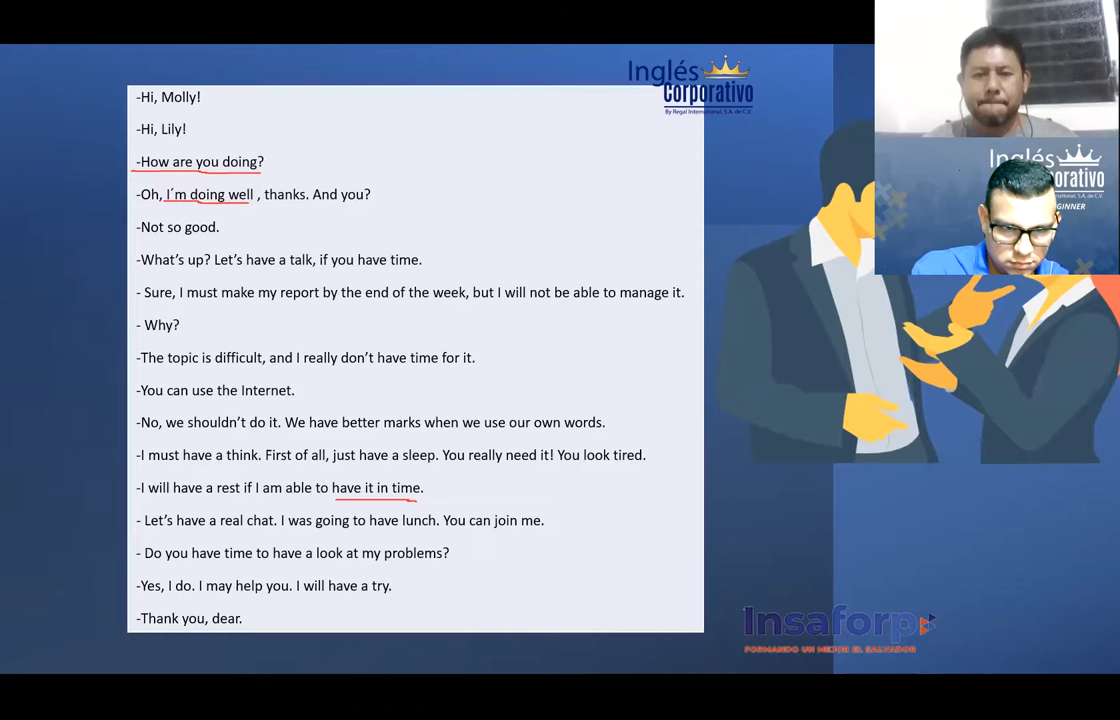 Inglés
Corporativo
By Regal International, S.A. de C.V.
-Hi, Molly!
-Hi, Lily!
-How are you doing?
-Oh, I´m doing well , thanks. And you?
-Not so good.
-What’s up? Let’s have a talk, if you have time.
- Sure, I must make my report by the end of the week, but I will not be able to manage it.
- Why?
-The topic is difficult, and I really don’t have time for it.
-You can use the Internet.
-No, we shouldn’t do it. We have better marks when we use our own words.
-I must have a think. First of all, just have a sleep. You really need it! You look tired.
-I will have a rest if I am able to have it in time.
- Let’s have a real chat. I was going to have lunch. You can join me.
- Do you have time to have a look at my problems?
-Yes, I do. I may help you. I will have a try.
-Thank you, dear.
Inglés
Insaforp
FORMANDO UN MEJOR EL SALVADOR